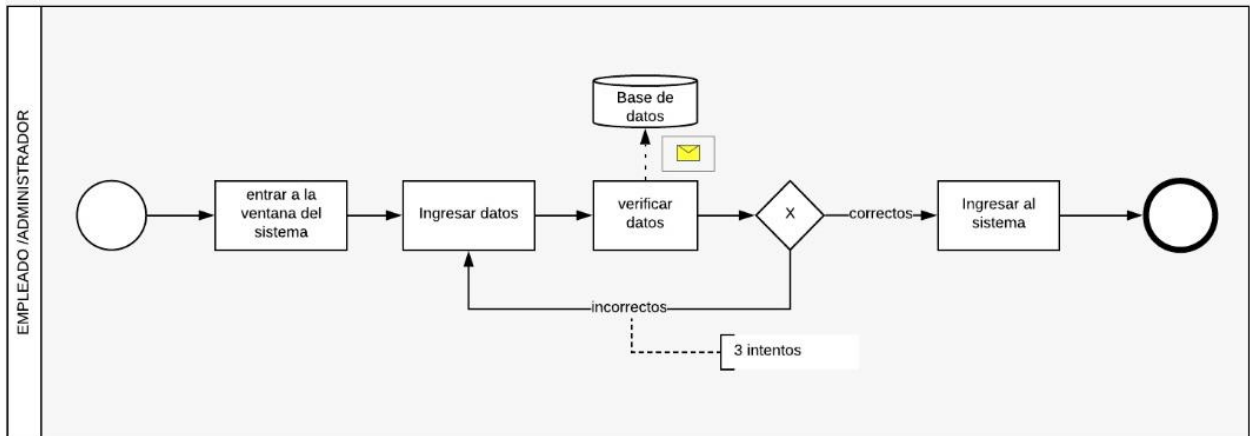 EMPLEADO /ADMINISTRADOR
Base de
datos
entrar a la
ventana del
sistema
Ingresar datos
verificar
datos
X
correctos
Ingresar al
sistema
incorrectos
3 intentos